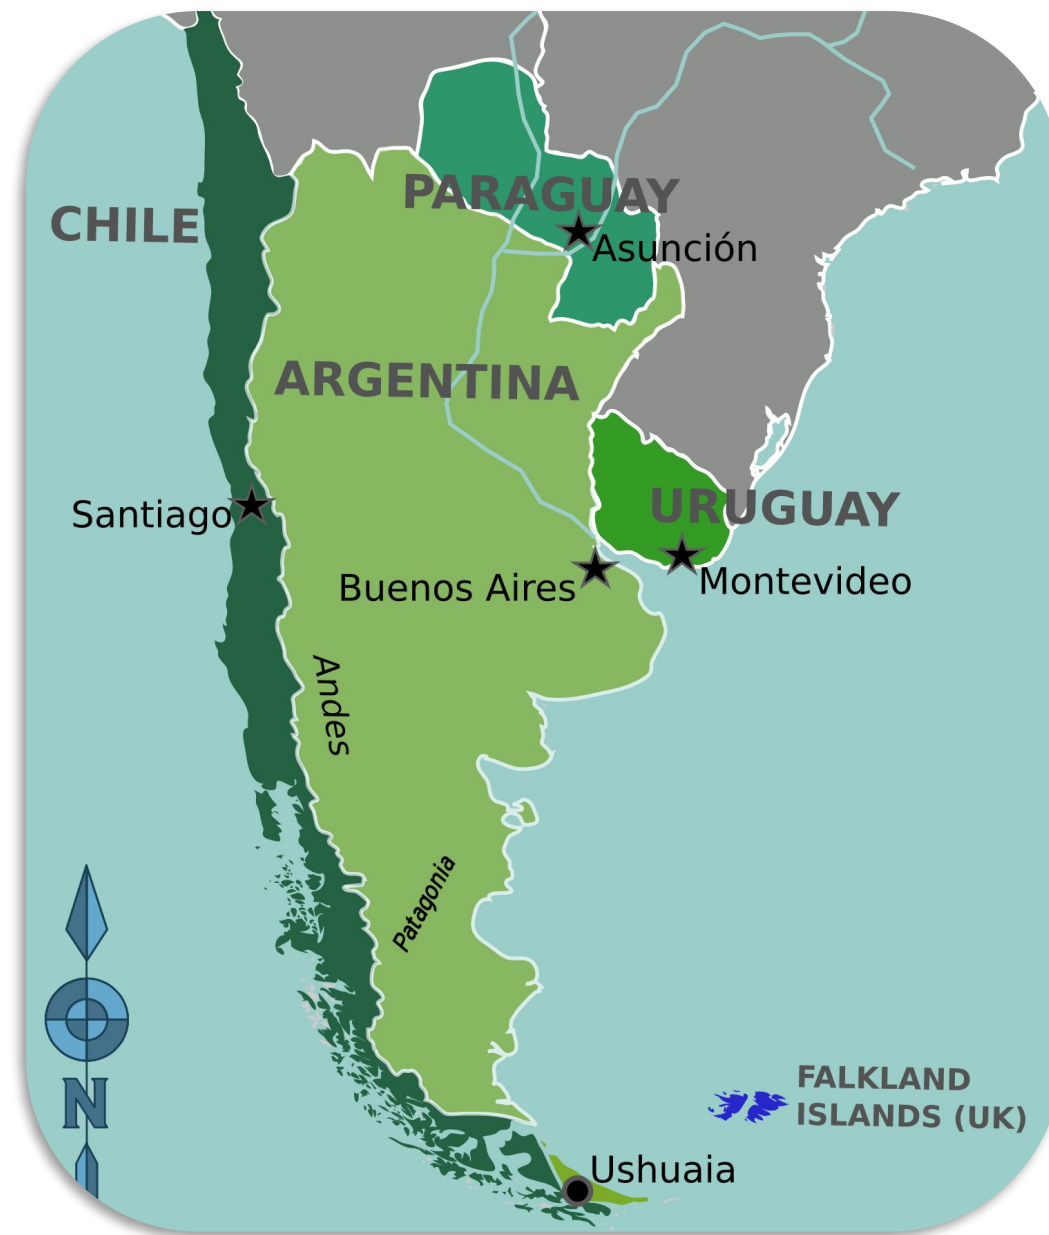 PARAGUAY
CHILE
Asunción
ARGENTINA
URUGUAY
Santiago
Montevideo
Buenos Aires
Andes
Patagonia
FALKLAND
ISLANDS (UK)
N
Ushuaia